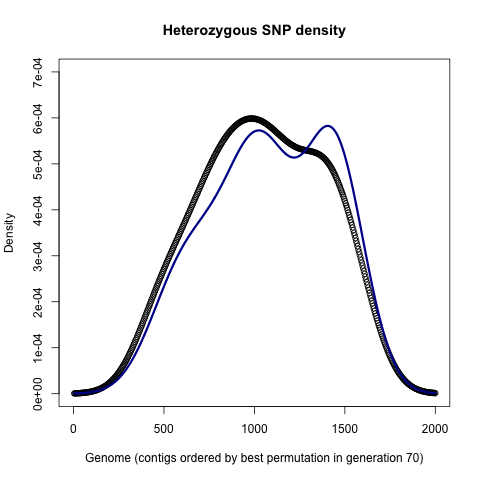 Heterozygous SNP density
Density
7e-04
6e-04
5e-04
4e-04
3e-04
2e-04
1e-04
0e+00
0 500 1000 1500 2000
Genome (contigs ordered by best permutation in generation 70)